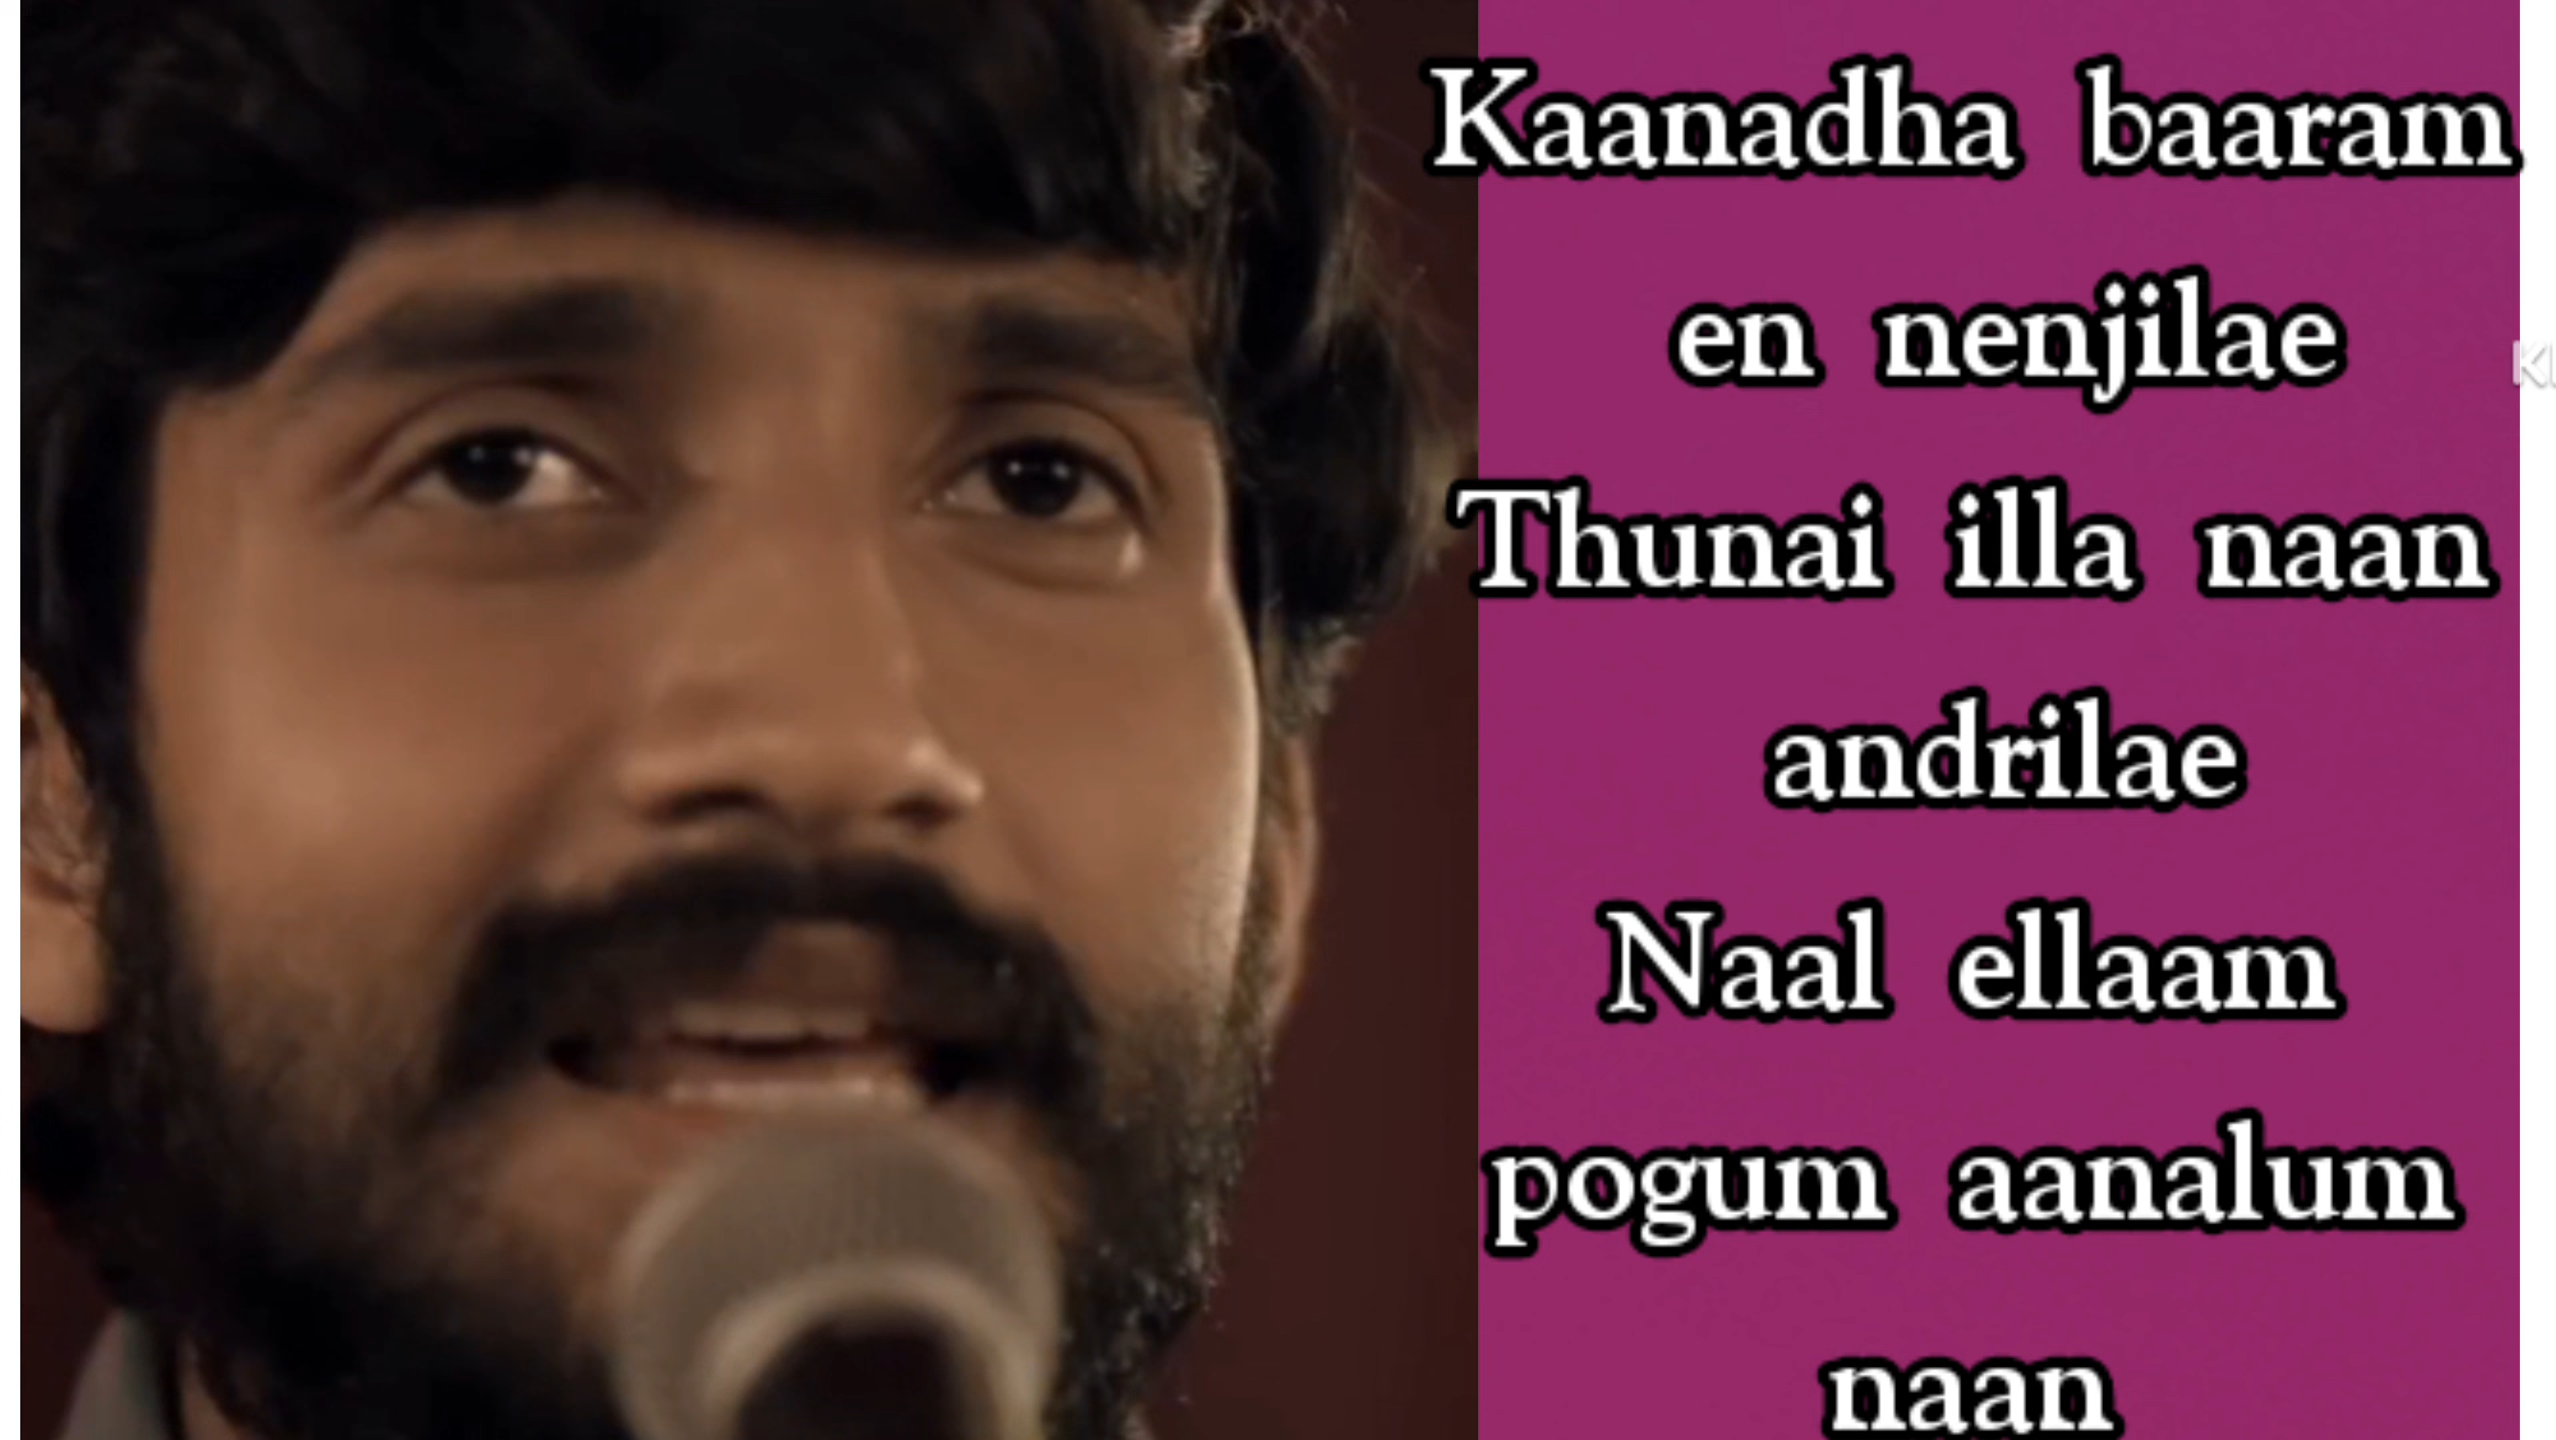 Kaanadha baaram
en nenjilae
Thunai illa naan
andrilae
Naal ellaam
pogum aanalum
naan